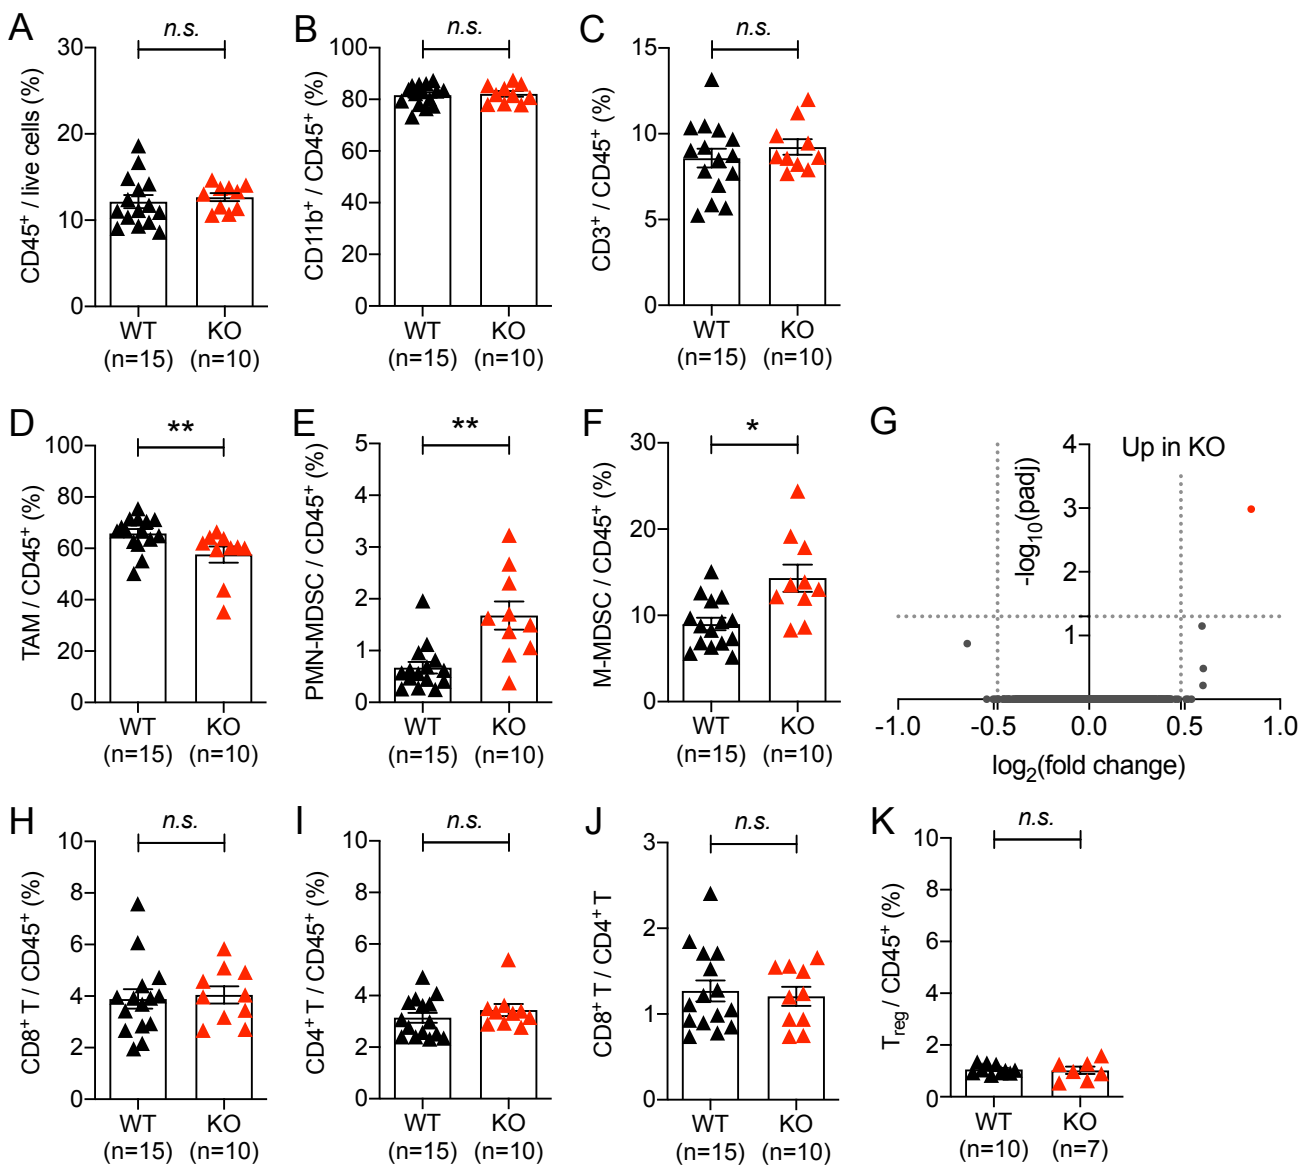 A
n.s.
CD45⁺ / live cells (%)
30
20
10
0
WT
KO
(n=15)
(n=10)
B
n.s.
CD11b⁺ / CD45⁺ (%)
100
80
60
40
20
0
WT
KO
(n=15)
(n=10)
C
n.s.
CD3⁺ / CD45⁺ (%)
15
10
5
0
WT
KO
(n=15)
(n=10)
D
**
TAM / CD45⁺ (%)
100
80
60
40
20
0
WT
KO
(n=15)
(n=10)
E
**
PMN-MDSC / CD45⁺ (%)
5
4
3
2
1
0
WT
KO
(n=15)
(n=10)
F
*
M-MDSC / CD45⁺ (%)
30
20
10
0
WT
KO
(n=15)
(n=10)
G
Up in KO
-log₁₀(padj)
4
3
2
1
-1.0
-0.5
0.0
0.5
1.0
log₂(fold change)
H
n.s.
CD8⁺ T / CD45⁺ (%)
10
8
6
4
2
0
WT
KO
(n=15)
(n=10)
I
n.s.
CD4⁺ T / CD45⁺ (%)
10
8
6
4
2
0
WT
KO
(n=15)
(n=10)
J
n.s.
CD8⁺ T / CD4⁺ T
3
2
1
0
WT
KO
(n=15)
(n=10)
K
n.s.
Treg / CD45⁺ (%)
10
8
6
4
2
0
WT
KO
(n=10)
(n=7)